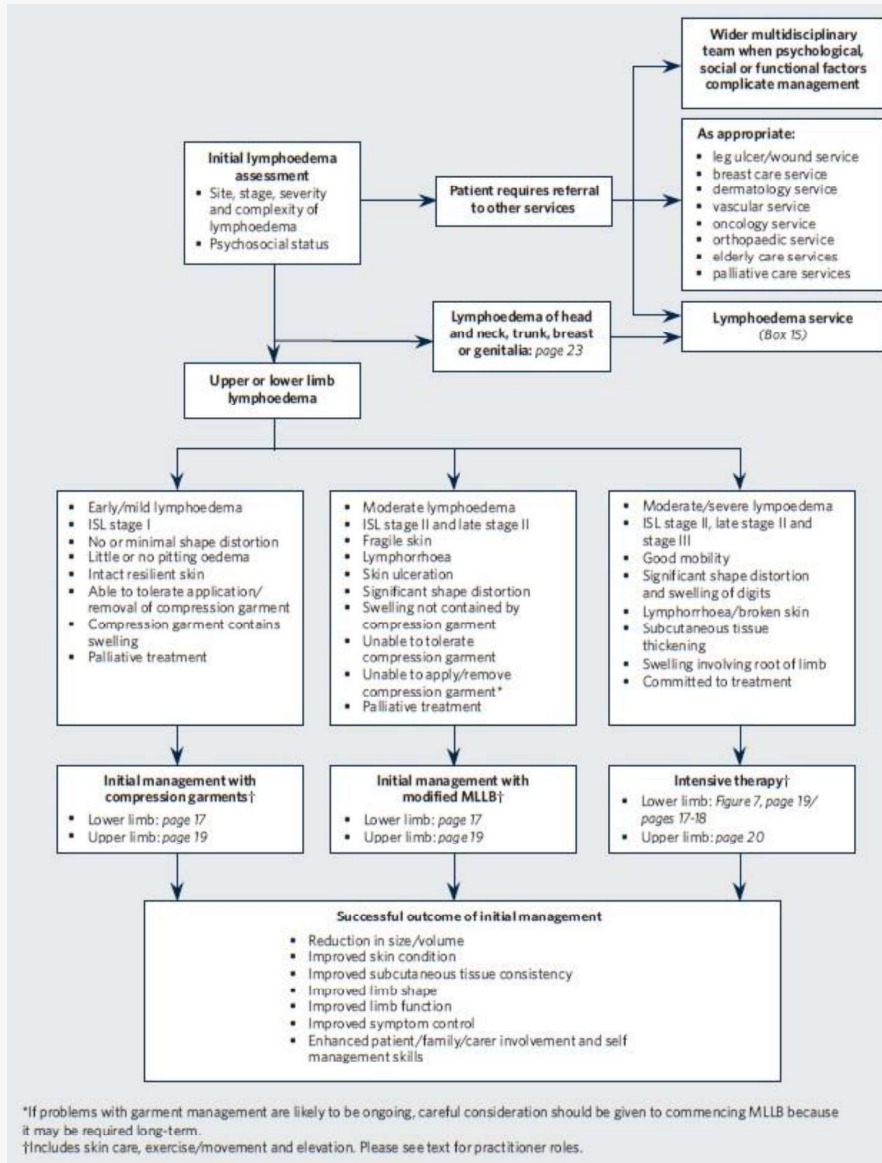 Wider multidisciplinary
team when psychological,
social or functional factors
complicate management
Initial lymphoedema
assessment
▪ Site, stage, severity
and complexity of
lymphoedema
▪ Psychosocial status
Patient requires referral
to other services
As appropriate:
▪ leg ulcer/wound service
▪ breast care service
▪ dermatology service
▪ vascular service
▪ oncology service
▪ orthopaedic service
▪ elderly care services
▪ palliative care services
Lymphoedema of head
and neck, trunk, breast
or genitalia: page 23
Lymphoedema service
(Box 15)
Upper or lower limb
lymphoedema
▪ Early/mild lymphoedema
▪ ISL stage I
▪ No or minimal shape distortion
▪ Little or no pitting oedema
▪ Intact resilient skin
▪ Able to tolerate application/
removal of compression garment
▪ Compression garment contains
swelling
▪ Palliative treatment
▪ Moderate lymphoedema
▪ ISL stage II and late stage II
▪ Fragile skin
▪ Lymphorrhoea
▪ Skin ulceration
▪ Significant shape distortion
▪ Swelling not contained by
compression garment
▪ Unable to tolerate
compression garment
▪ Unable to apply/remove
compression garment*
▪ Palliative treatment
▪ Moderate/severe lympoedema
▪ ISL stage II, late stage II and
stage III
▪ Good mobility
▪ Significant shape distortion
and swelling of digits
▪ Lymphorrhoea/broken skin
▪ Subcutaneous tissue
thickening
▪ Swelling involving root of limb
▪ Committed to treatment
Initial management with
compression garments†
▪ Lower limb: page 17
▪ Upper limb: page 19
Initial management with
modified MLLB†
▪ Lower limb: page 17
▪ Upper limb: page 19
Intensive therapy†
▪ Lower limb: Figure 7, page 19/
pages 17-18
▪ Upper limb: page 20
Successful outcome of initial management
▪ Reduction in size/volume
▪ Improved skin condition
▪ Improved subcutaneous tissue consistency
▪ Improved limb shape
▪ Improved limb function
▪ Improved symptom control
▪ Enhanced patient/family/carer involvement and self
management skills
*If problems with garment management are likely to be ongoing, careful consideration should be given to commencing MLLB because
it may be required long-term.
†Includes skin care, exercise/movement and elevation. Please see text for practitioner roles.